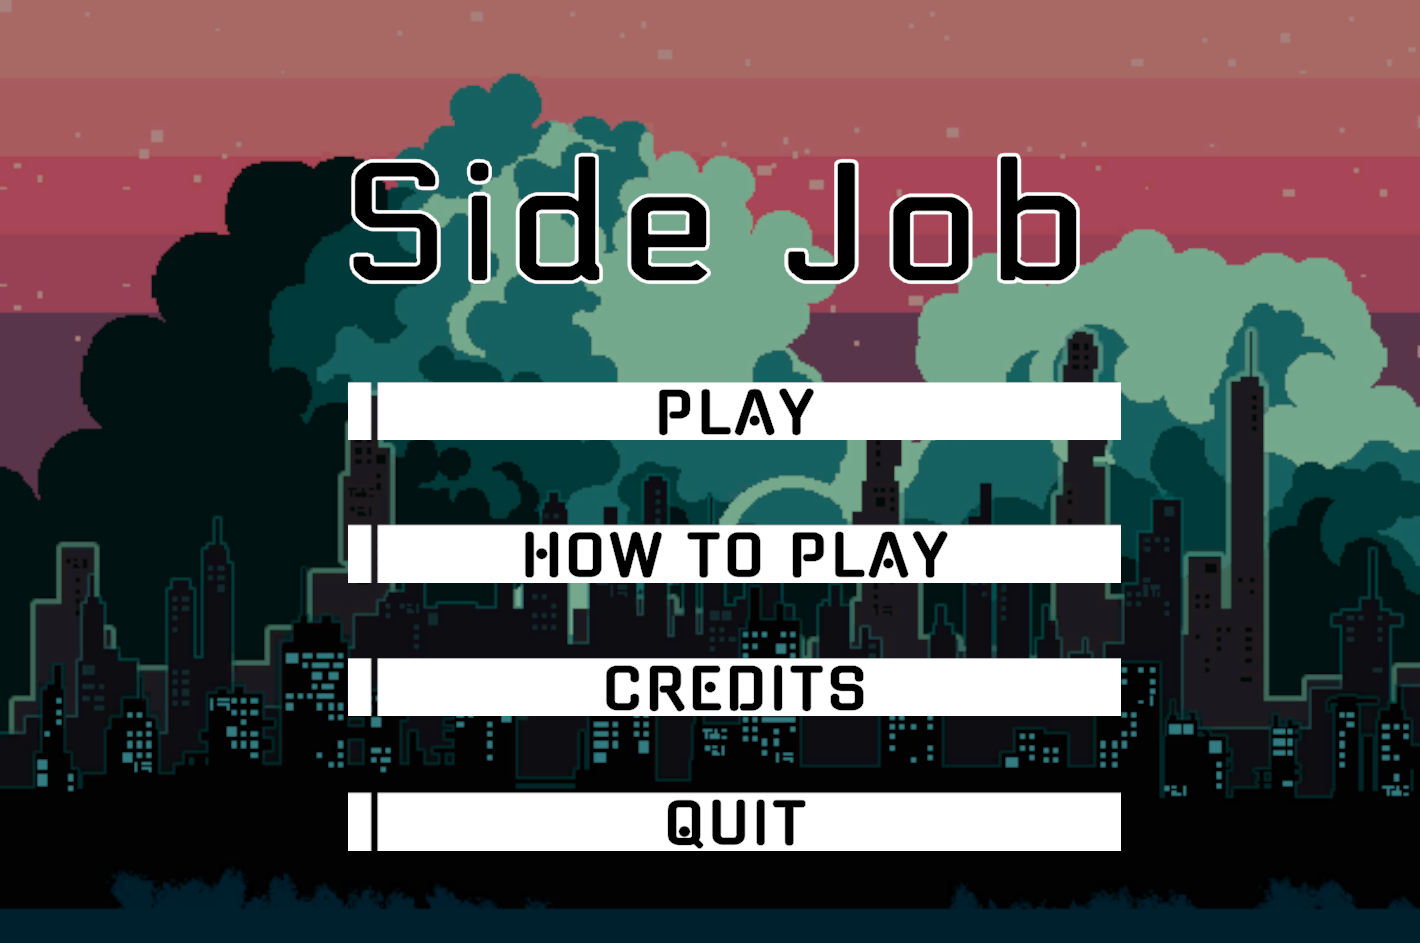 Side Job
PLAY
HOW TO PLAY
CREDITS
QUIT